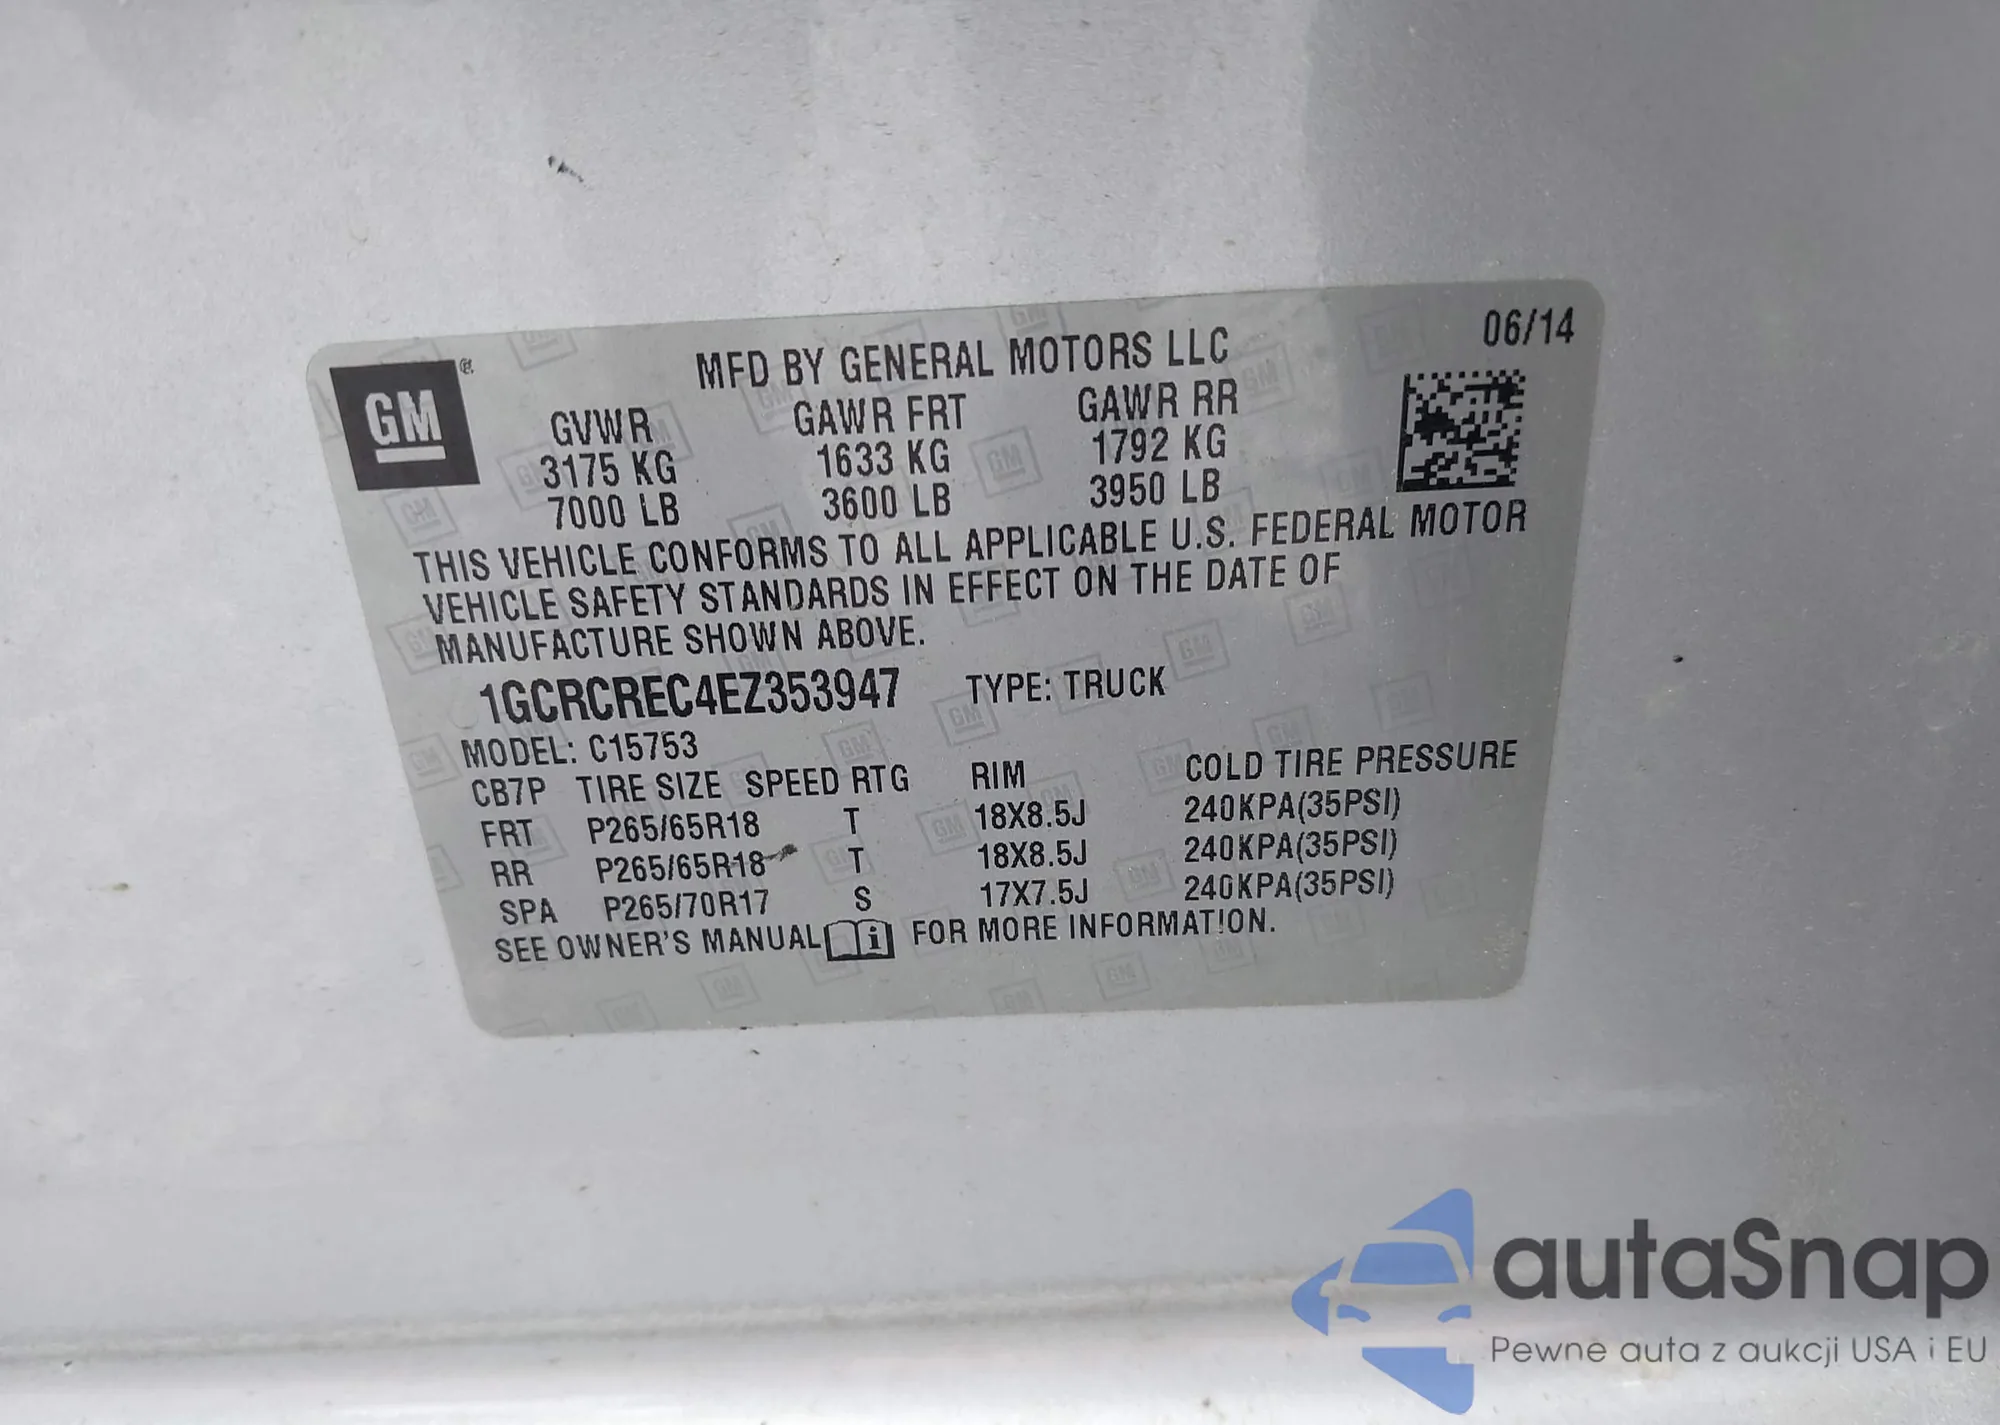 06/14
GM
MFD BY GENERAL MOTORS LLC
GVWR GAWR FRT GAWR RR
3175 KG 1633 KG 1792 KG
7000 LB 3600 LB 3950 LB
THIS VEHICLE CONFORMS TO ALL APPLICABLE U.S. FEDERAL MOTOR
VEHICLE SAFETY STANDARDS IN EFFECT ON THE DATE OF
MANUFACTURE SHOWN ABOVE.
1GCRCREC4EZ353947 TYPE: TRUCK
MODEL: C15753
CB7P TIRE SIZE SPEED RTG RIM COLD TIRE PRESSURE
FRT P265/65R18 T 18X8.5J 240KPA(35PSI)
RR P265/65R18 T 18X8.5J 240KPA(35PSI)
SPA P265/70R17 S 17X7.5J 240KPA(35PSI)
SEE OWNER'S MANUAL i FOR MORE INFORMATION.
autaSnap
Pewne auta z aukcji USA i EU